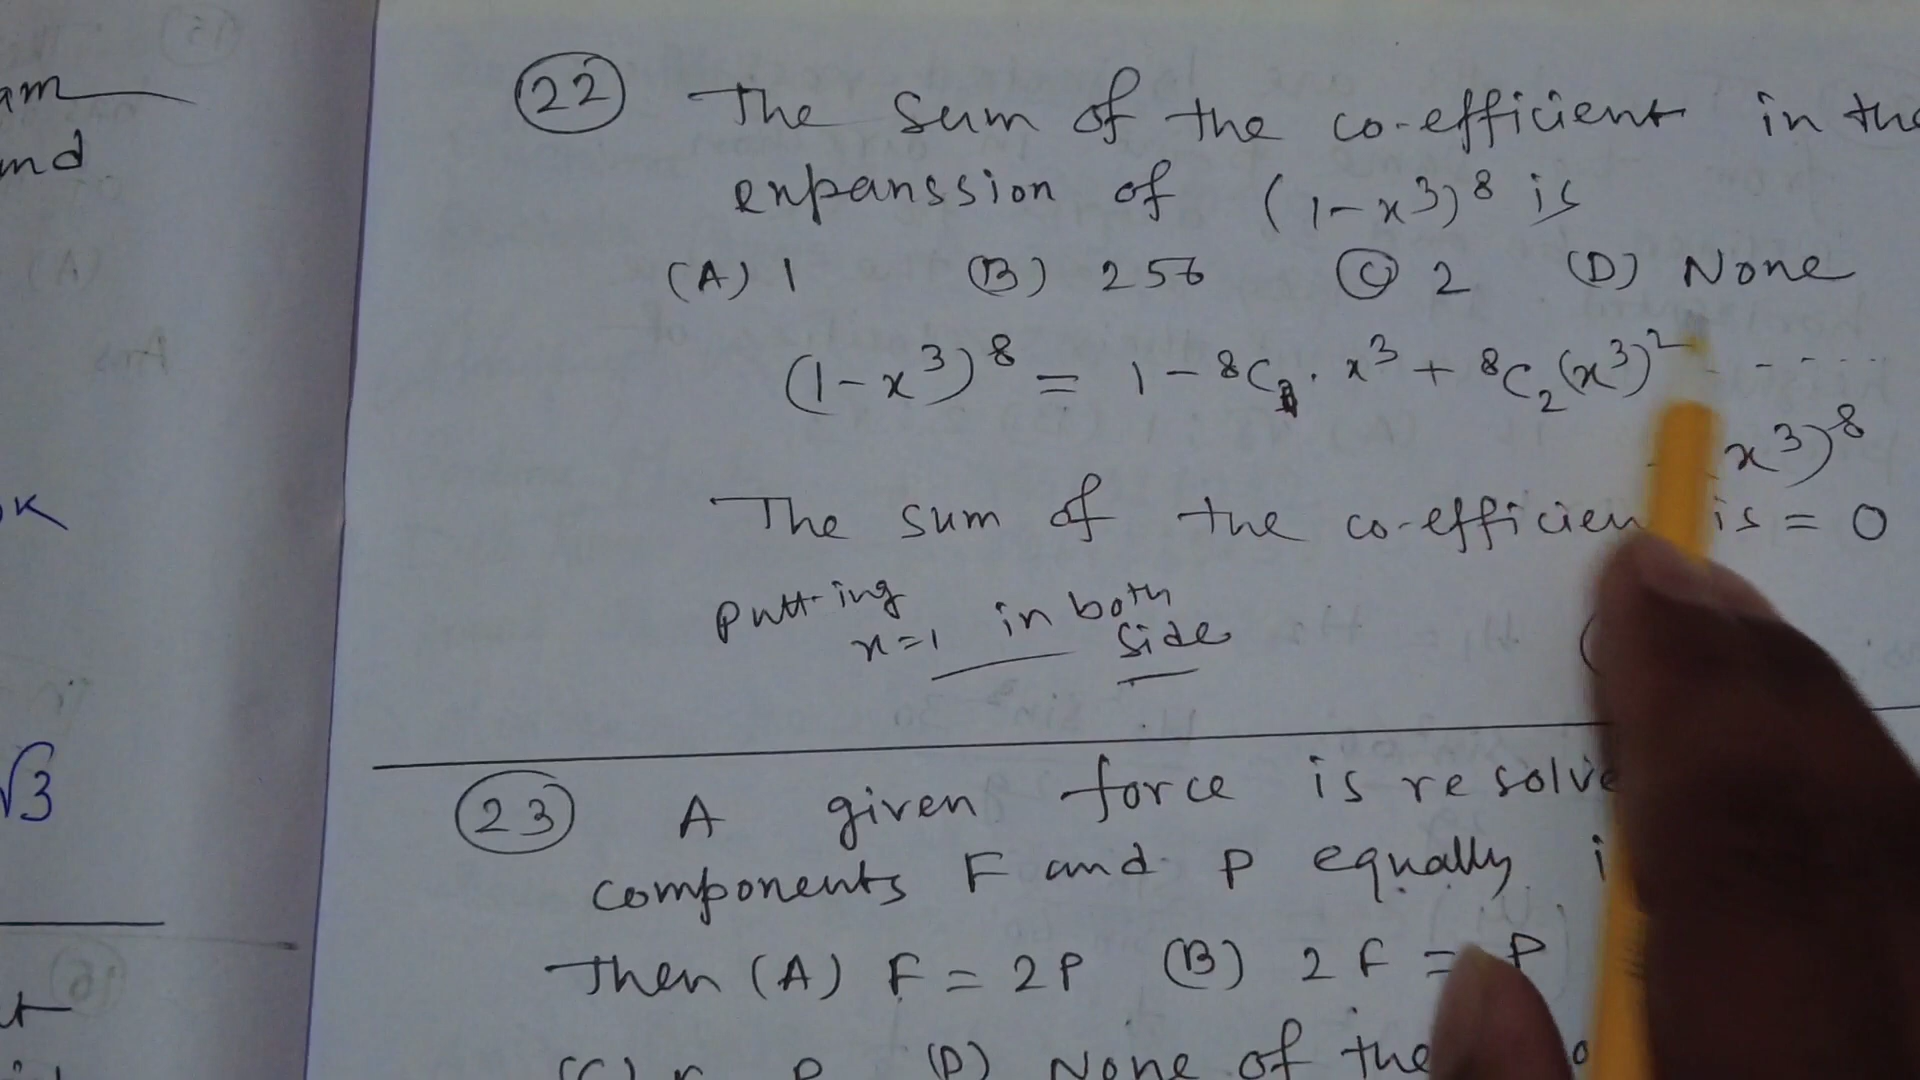 am
and
K
√3
(22) The sum of the co-efficient in the
expanssion of (1-x³)⁸ is
(A) 1 (B) 256 (C) 2 (D) None
(1-x³)⁸ = 1 - ⁸C₁. x³ + ⁸C₂(x³)² - - ....
x³)⁸
The sum of the co-efficien is = 0
putting x=1 in both side
(23) A given force is resolve
components F and P equally i
Then (A) F = 2P (B) 2F = P
(D) None of the